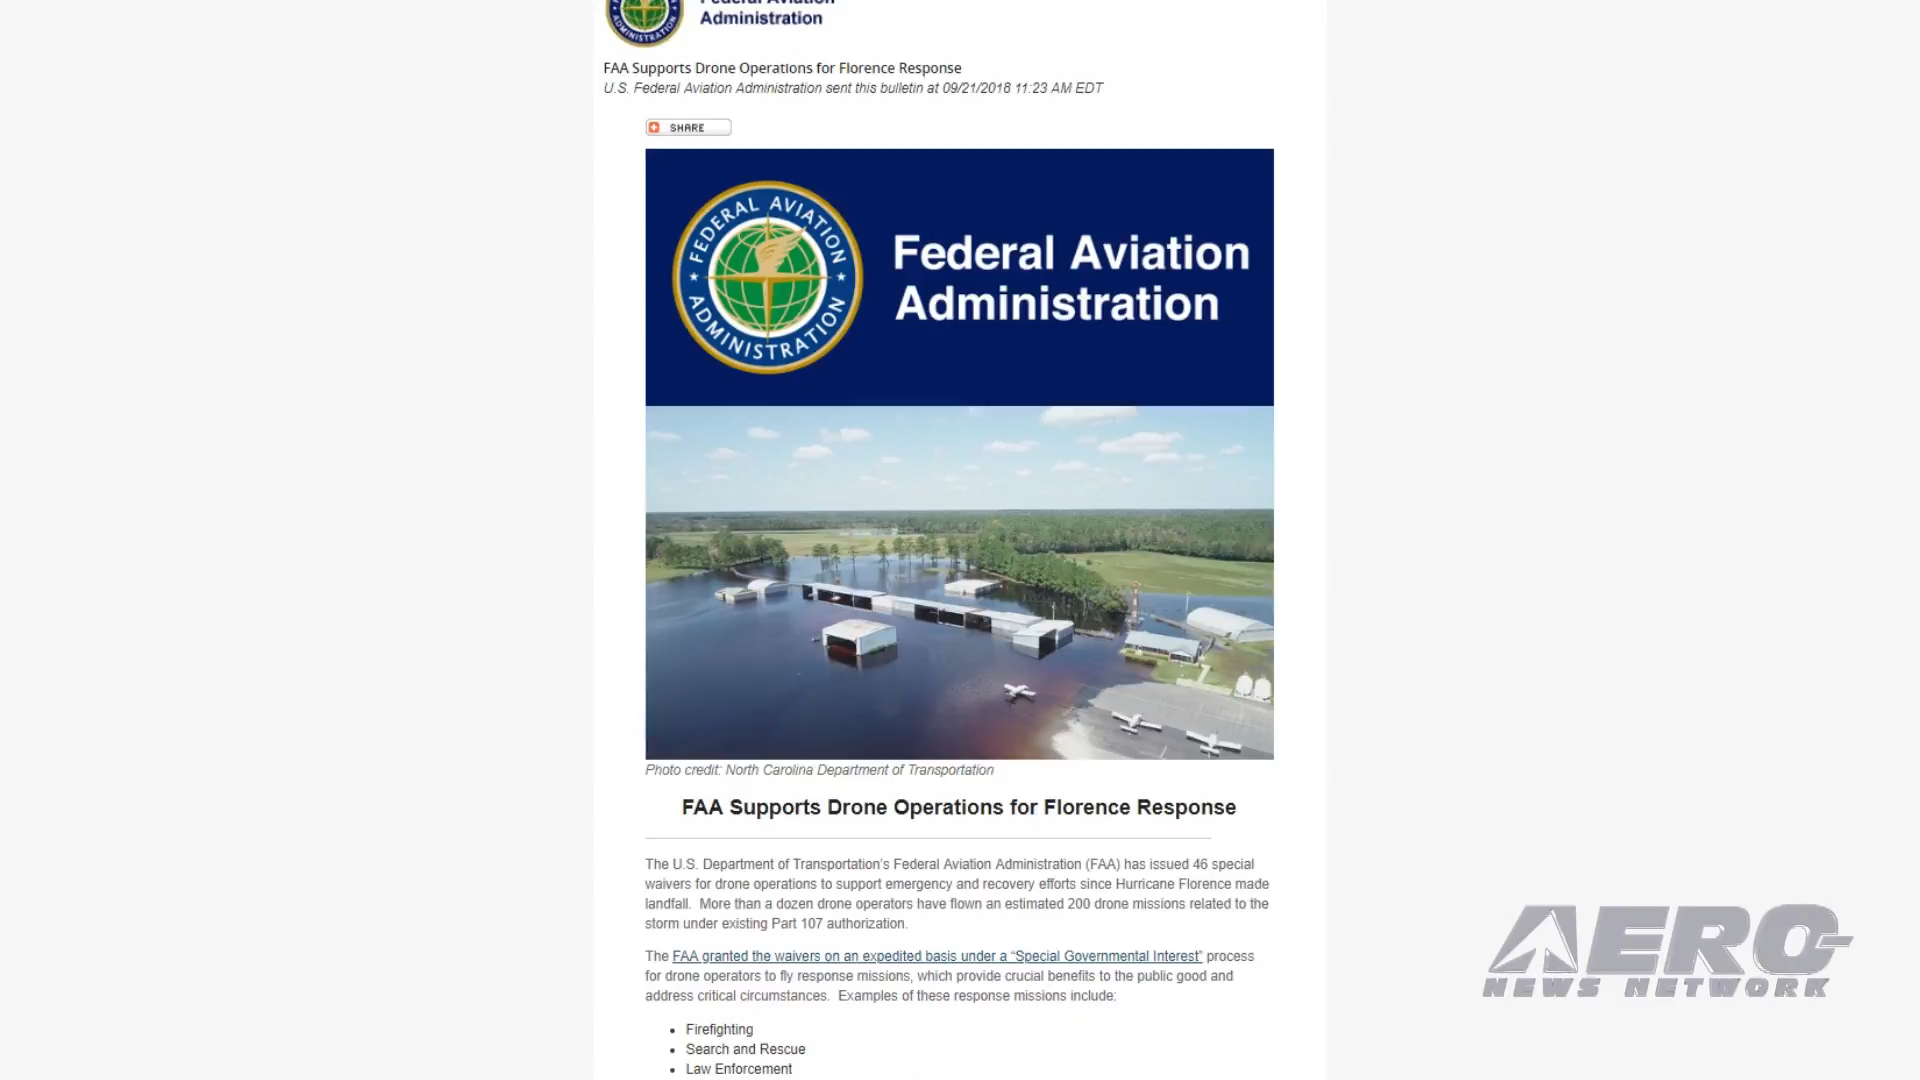 Federal Aviation
Administration
ADMINISTRATION
FAA Supports Drone Operations for Florence Response
U.S. Federal Aviation Administration sent this bulletin at 09/21/2018 11:23 AM EDT
SHARE
FEDERAL AVIATION
ADMINISTRATION
Federal Aviation
Administration
Photo credit: North Carolina Department of Transportation
FAA Supports Drone Operations for Florence Response
The U.S. Department of Transportation's Federal Aviation Administration (FAA) has issued 46 special
waivers for drone operations to support emergency and recovery efforts since Hurricane Florence made
landfall. More than a dozen drone operators have flown an estimated 200 drone missions related to the
storm under existing Part 107 authorization.
The FAA granted the waivers on an expedited basis under a “Special Governmental Interest” process
for drone operators to fly response missions, which provide crucial benefits to the public good and
address critical circumstances. Examples of these response missions include:
• Firefighting
• Search and Rescue
• Law Enforcement
AERO-
NEWS NETWORK